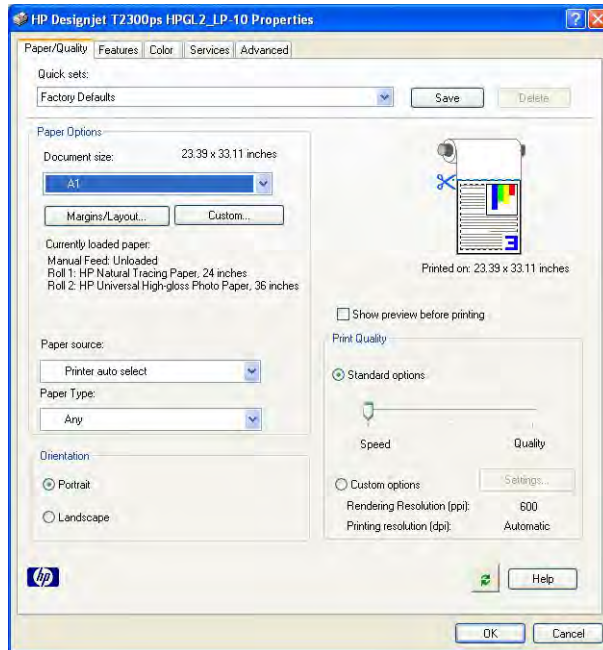 HP Designjet T2300ps HPGL2_LP-10 Properties
Paper/Quality Features Color Services Advanced
Quick sets:
Factory Defaults
Save
Delete
Paper Options
Document size: 23.39 x 33.11 inches
A1
Margins/Layout...
Custom...
Currently loaded paper:
Manual Feed: Unloaded
Roll 1: HP Natural Tracing Paper, 24 inches
Roll 2: HP Universal High-gloss Photo Paper, 36 inches
Paper source:
Printer auto select
Paper Type:
Any
Orientation
Portrait
Landscape
3
Printed on: 23.39 x 33.11 inches
Show preview before printing
Print Quality
Standard options
Speed Quality
Custom options
Settings...
Rendering Resolution (ppi): 600
Printing resolution (dpi): Automatic
hp
Help
OK
Cancel